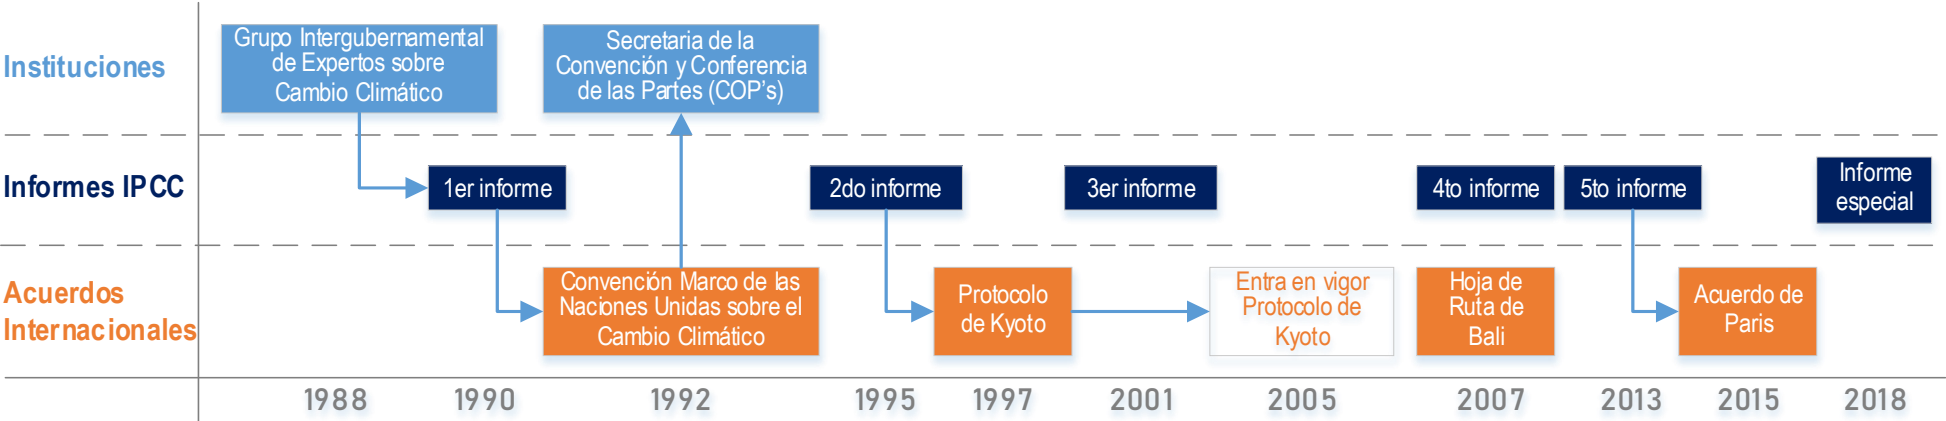 Instituciones
Grupo Intergubernamental
de Expertos sobre
Cambio Climático
Secretaria de la
Convención y Conferencia
de las Partes (COP's)
Informes IPCC
1er informe
2do informe
3er informe
4to informe
5to informe
Informe
especial
Acuerdos
Internacionales
Convención Marco de las
Naciones Unidas sobre el
Cambio Climático
Protocolo
de Kyoto
Entra en vigor
Protocolo de
Kyoto
Hoja de
Ruta de
Bali
Acuerdo de
Paris
1988 1990 1992 1995 1997 2001 2005 2007 2013 2015 2018